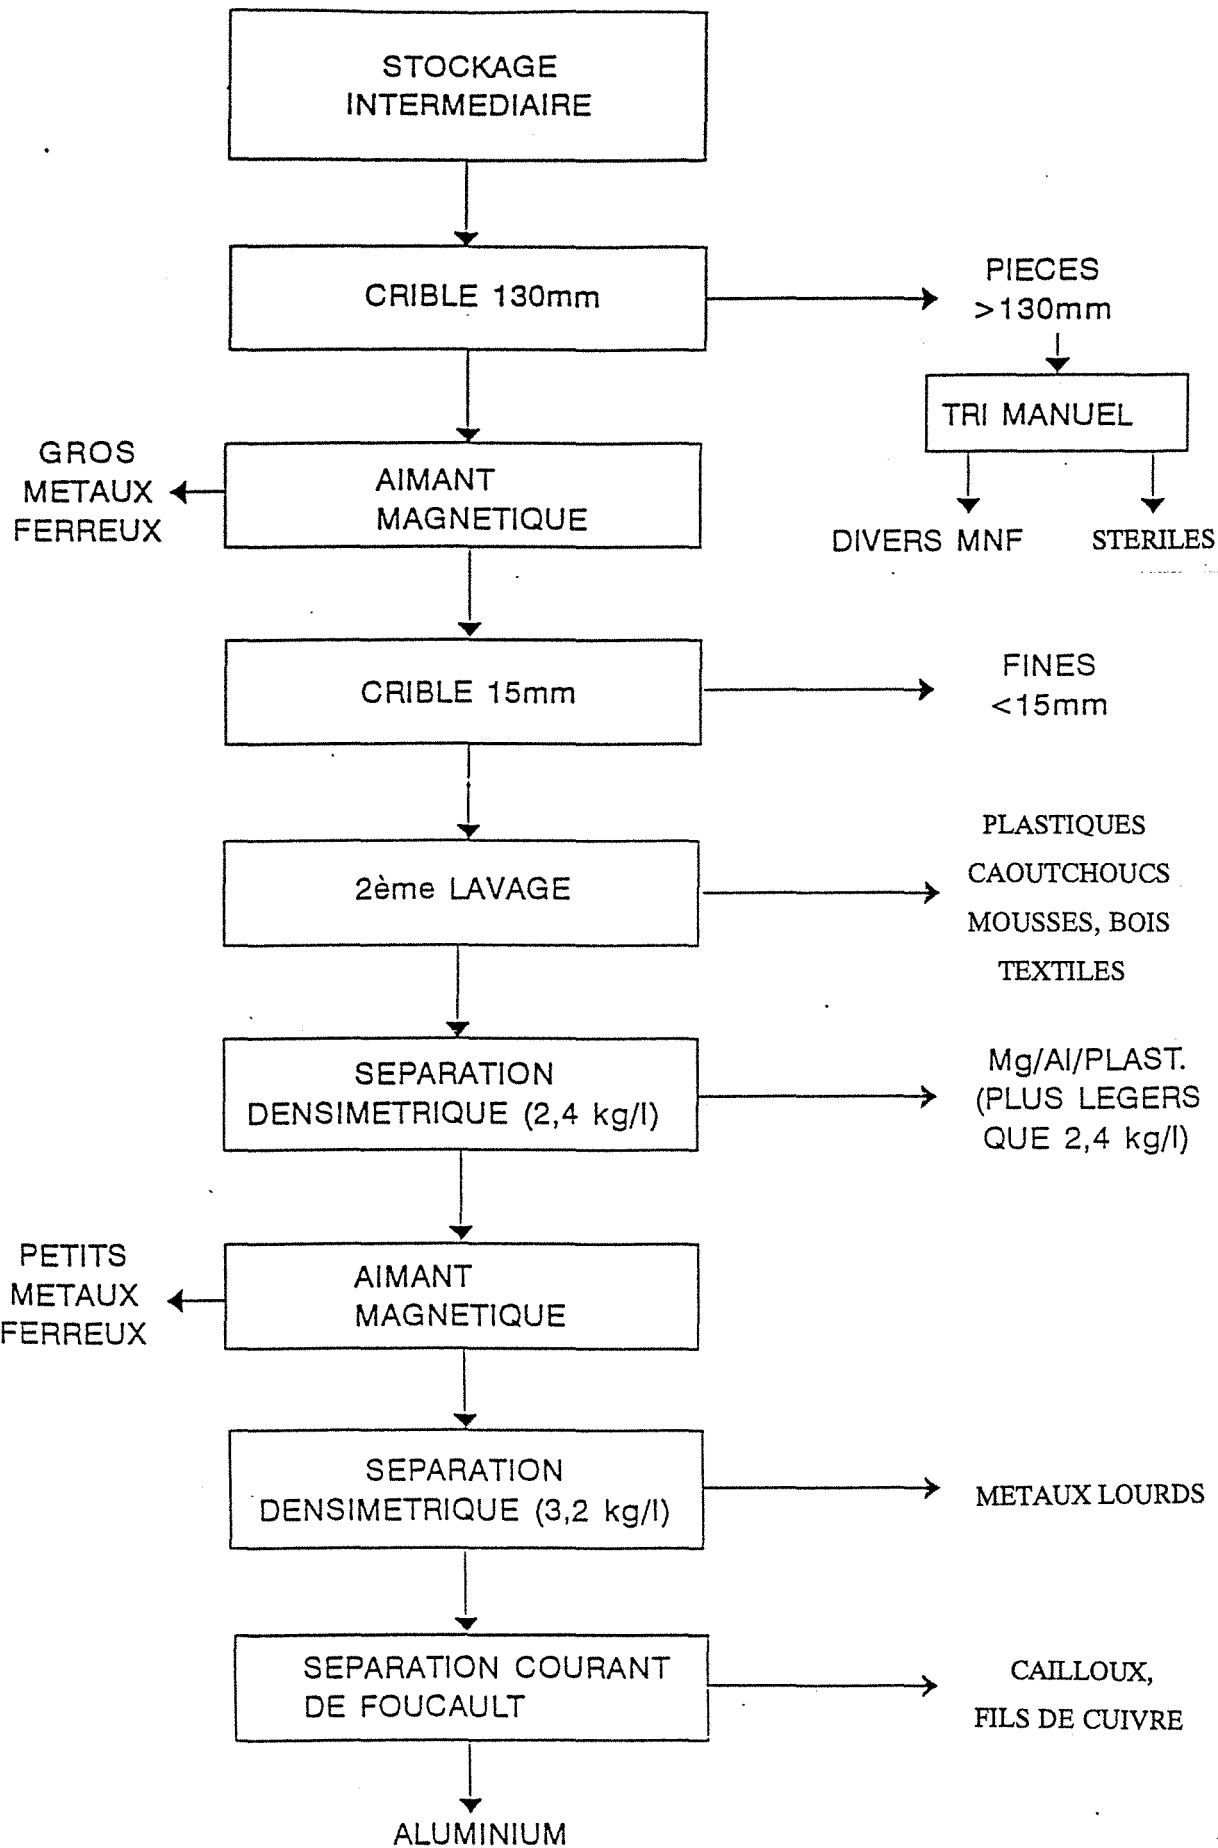 STOCKAGE
INTERMEDIAIRE
CRIBLE 130mm
PIECES
>130mm
TRI MANUEL
DIVERS MNF
STERILES
GROS
METAUX
FERREUX
AIMANT
MAGNETIQUE
CRIBLE 15mm
FINES
<15mm
2ème LAVAGE
PLASTIQUES
CAOUTCHOUCS
MOUSSES, BOIS
TEXTILES
SEPARATION
DENSIMETRIQUE (2,4 kg/l)
Mg/Al/PLAST.
(PLUS LEGERS
QUE 2,4 kg/l)
PETITS
METAUX
FERREUX
AIMANT
MAGNETIQUE
SEPARATION
DENSIMETRIQUE (3,2 kg/l)
METAUX LOURDS
SEPARATION COURANT
DE FOUCAULT
CAILLOUX,
FILS DE CUIVRE
ALUMINIUM